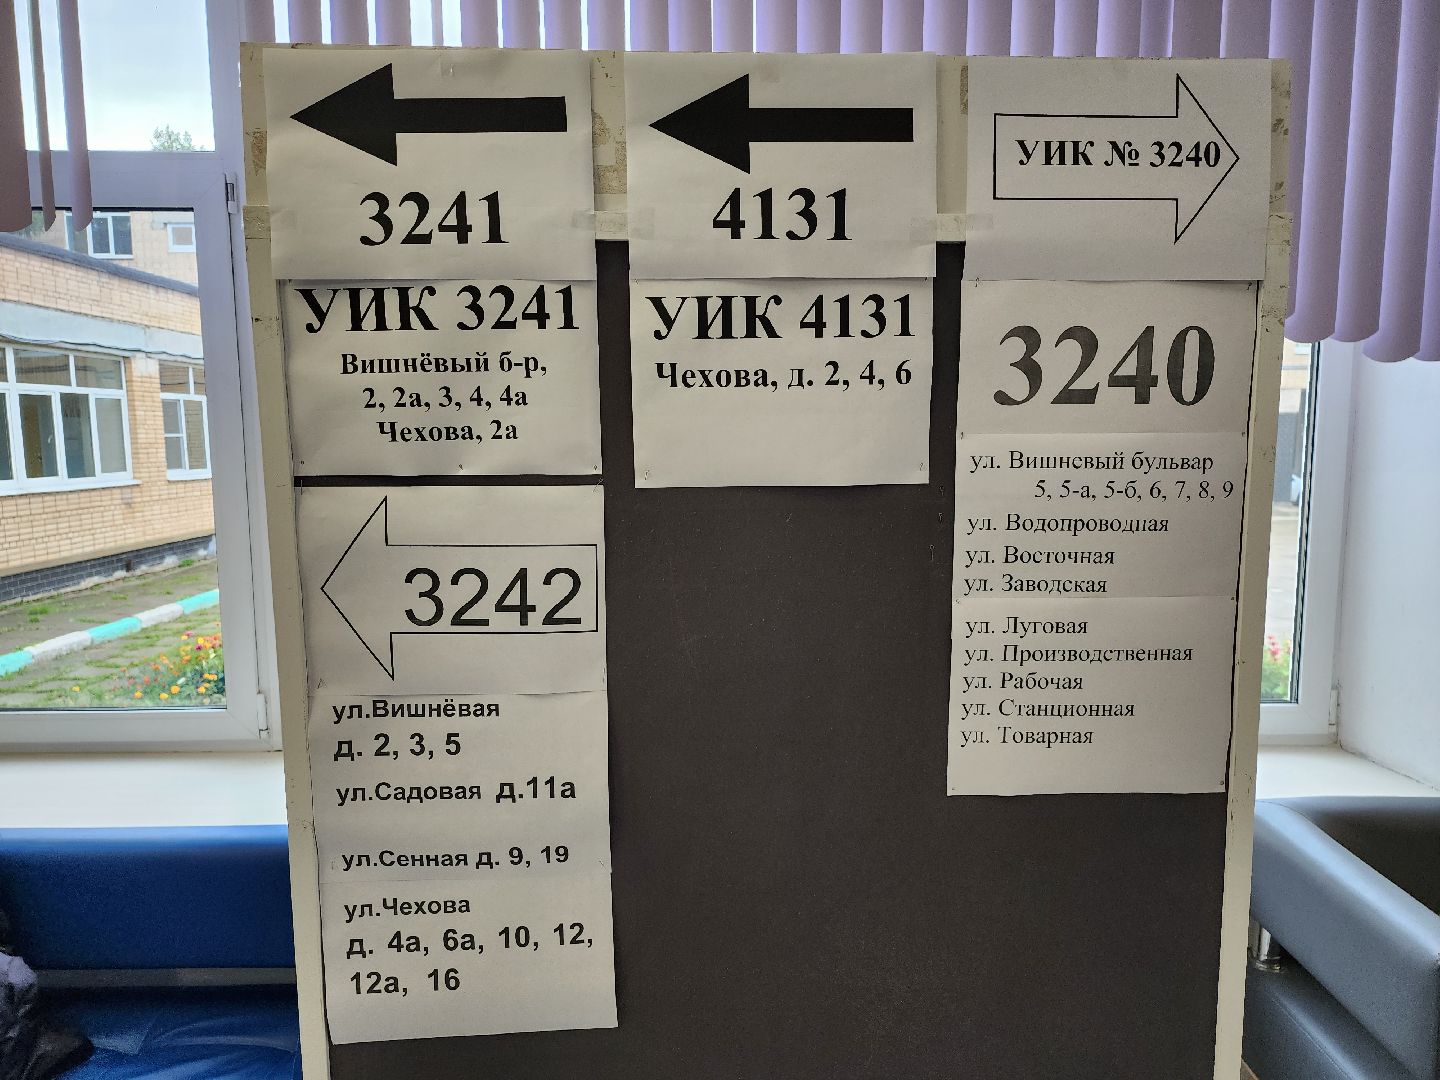 3241
УИК 3241
Вишнёвый б-р,
2, 2а, 3, 4, 4а
Чехова, 2а
3242
ул.Вишнёвая
д. 2, 3, 5
ул.Садовая д.11а
ул.Сенная д. 9, 19
ул.Чехова
д. 4а, 6а, 10, 12,
12а, 16
4131
УИК 4131
Чехова, д. 2, 4, 6
УИК № 3240
3240
ул. Вишневый бульвар
5, 5-а, 5-б, 6, 7, 8, 9
ул. Водопроводная
ул. Восточная
ул. Заводская
ул. Луговая
ул. Производственная
ул. Рабочая
ул. Станционная
ул. Товарная